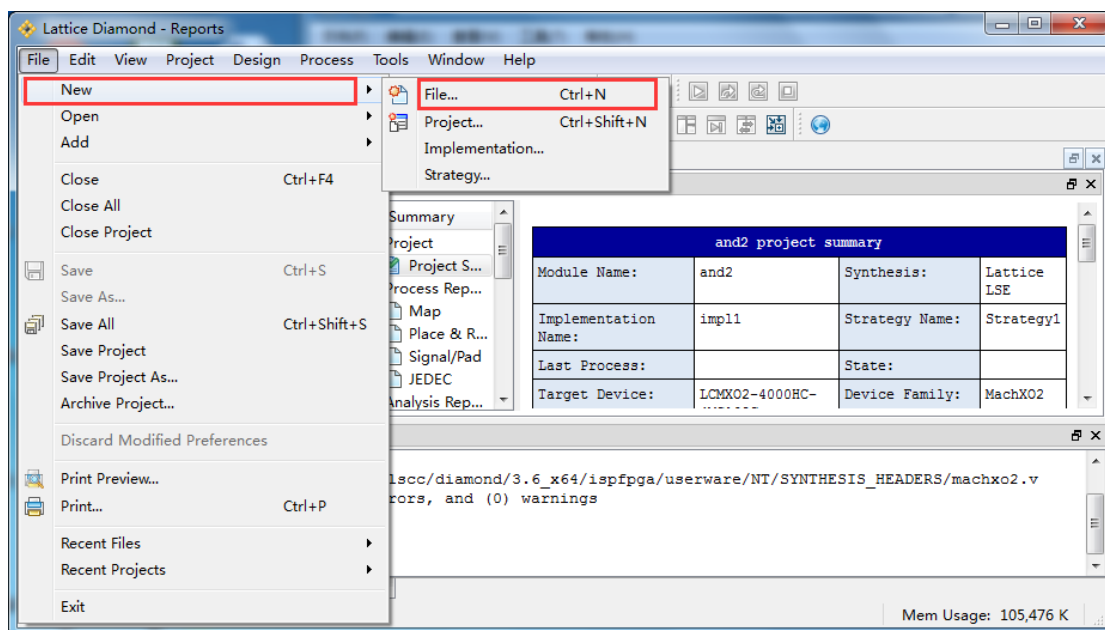 Lattice Diamond - Reports
File Edit View Project Design Process Tools Window Help
New
File... Ctrl+N
Open
Project... Ctrl+Shift+N
Add
Implementation...
Strategy...
Close Ctrl+F4
Close All
Close Project
Save Ctrl+S
Save As...
Save All Ctrl+Shift+S
Save Project
Save Project As...
Archive Project...
Discard Modified Preferences
Print Preview...
Print... Ctrl+P
Recent Files
Recent Projects
Exit
Summary
Project
Project S...
Process Rep...
Map
Place & R...
Signal/Pad
JEDEC
Analysis Rep...
and2 project summary
Module Name: and2 Synthesis: Lattice
LSE
Implementation impl1 Strategy Name: Strategy1
Name:
Last Process: State:
Target Device: LCMXO2-4000HC- Device Family: MachXO2
lscc/diamond/3.6_x64/ispfpga/userware/NT/SYNTHESIS_HEADERS/machxo2.v
rors, and (0) warnings
Mem Usage: 105,476 K